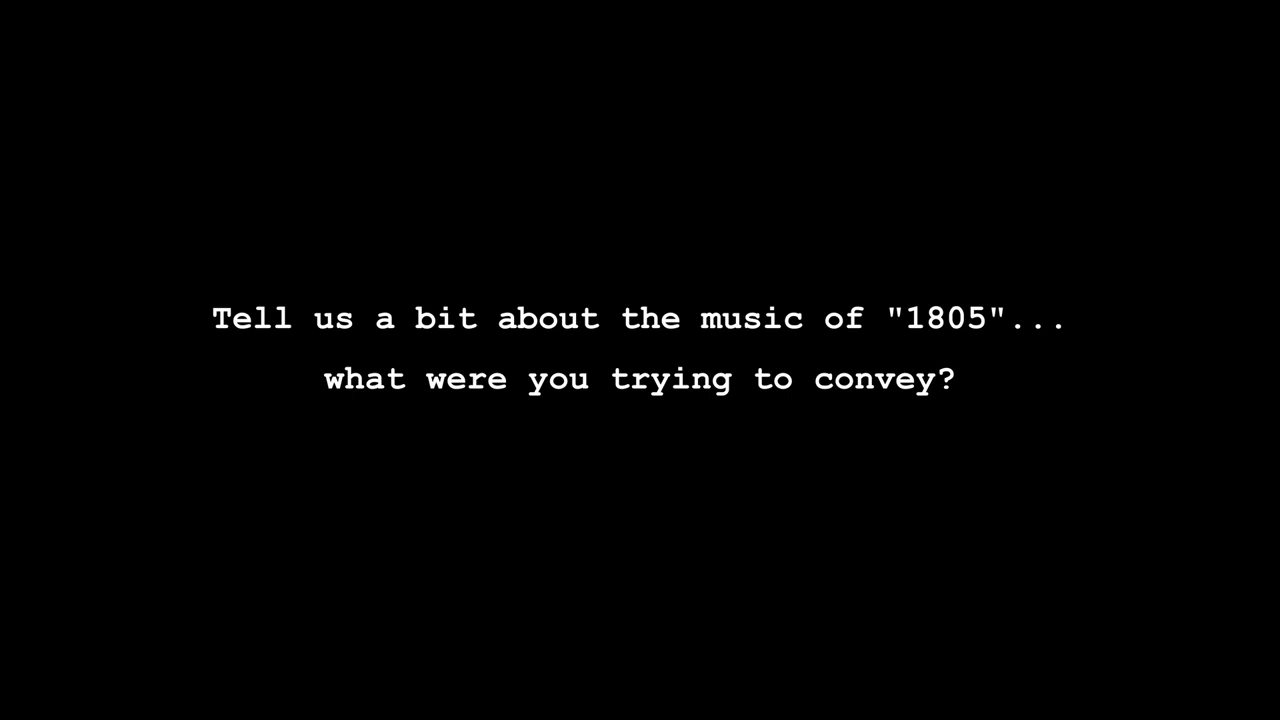 Tell us a bit about the music of "1805"...
what were you trying to convey?